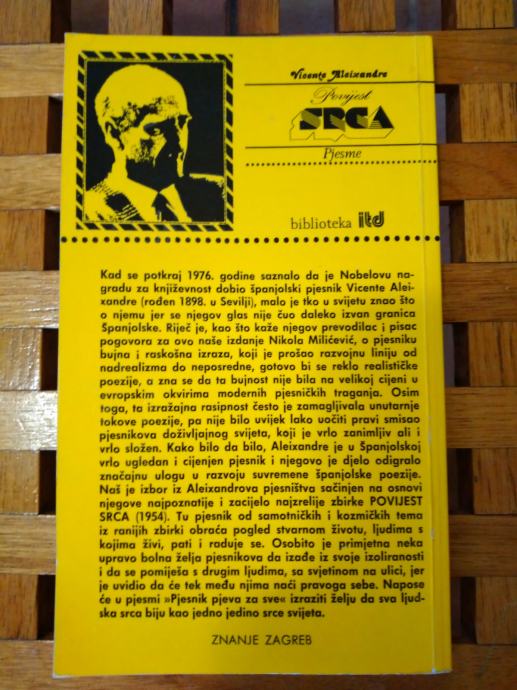 Vicente Aleixandre
Povijest
SRCA
Pjesme
biblioteka itd
Kad se potkraj 1976. godine saznalo da je Nobelovu na-
gradu za književnost dobio španjolski pjesnik Vicente Alei-
xandre (rođen 1898. u Sevilji), malo je tko u svijetu znao što
o njemu jer se njegov glas nije čuo daleko izvan granica
Španjolske. Riječ je, kao što kaže njegov prevodilac i pisac
pogovora za ovo naše izdanje Nikola Milićević, o pjesniku
bujna i raskošna izraza, koji je prošao razvojnu liniju od
nadrealizma do neposredne, gotovo bi se reklo realističke
poezije, a zna se da ta bujnost nije bila na velikoj cijeni u
evropskim okvirima modernih pjesničkih traganja. Osim
toga, ta izražajna rasipnost često je zamagljivala unutarnje
tokove poezije, pa nije bilo uvijek lako uočiti pravi smisao
pjesnikova doživljajnog svijeta, koji je vrlo zanimljiv ali i
vrlo složen. Kako bilo da bilo, Aleixandre je u Španjolskoj
vrlo ugledan i cijenjen pjesnik i njegovo je djelo odigralo
značajnu ulogu u razvoju suvremene španjolske poezije.
Naš je izbor iz Aleixandrova pjesništva sačinjen na osnovi
njegove najpoznatije i zacijelo najzrelije zbirke POVIJEST
SRCA (1954). Tu pjesnik od samotničkih i kozmičkih tema
iz ranijih zbirki obraća pogled stvarnom životu, ljudima s
kojima živi, pati i raduje se. Osobito je primjetna neka
upravo bolna želja pjesnikova da izađe iz svoje izoliranosti
i da se pomiješa s drugim ljudima, sa svjetinom na ulici, jer
je uvidio da će tek među njima naći pravoga sebe. Napose
će u pjesmi »Pjesnik pjeva za sve« izraziti želju da sva ljud-
ska srca biju kao jedno jedino srce svijeta.
ZNANJE ZAGREB